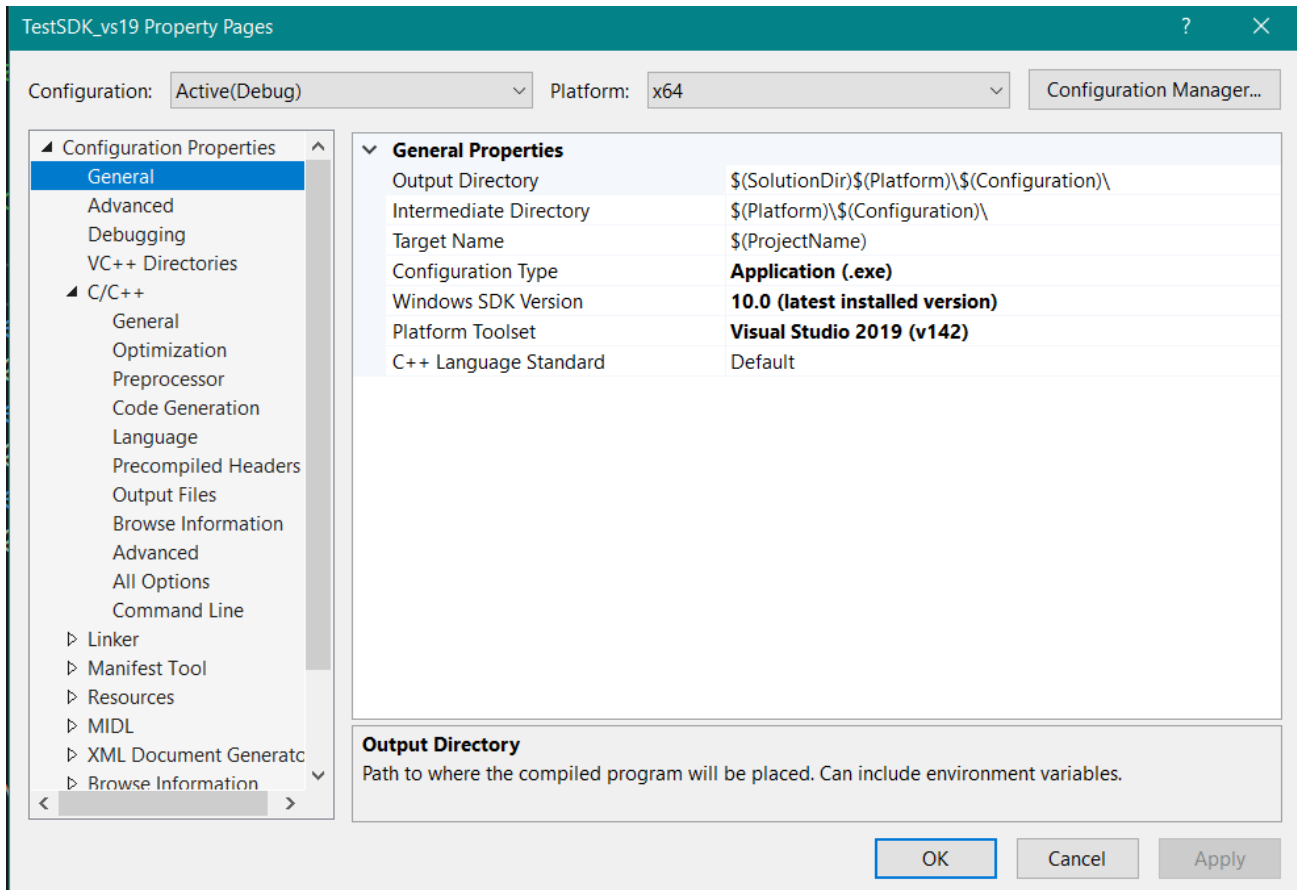 TestSDK_vs19 Property Pages ? ×
Configuration: Active(Debug) Platform: x64 Configuration Manager...
Configuration Properties
General
Advanced
Debugging
VC++ Directories
C/C++
General
Optimization
Preprocessor
Code Generation
Language
Precompiled Headers
Output Files
Browse Information
Advanced
All Options
Command Line
Linker
Manifest Tool
Resources
MIDL
XML Document Generato
Browse Information
General Properties
Output Directory $(SolutionDir)$(Platform)\$(Configuration)\
Intermediate Directory $(Platform)\$(Configuration)\
Target Name $(ProjectName)
Configuration Type Application (.exe)
Windows SDK Version 10.0 (latest installed version)
Platform Toolset Visual Studio 2019 (v142)
C++ Language Standard Default
Output Directory
Path to where the compiled program will be placed. Can include environment variables.
OK Cancel Apply